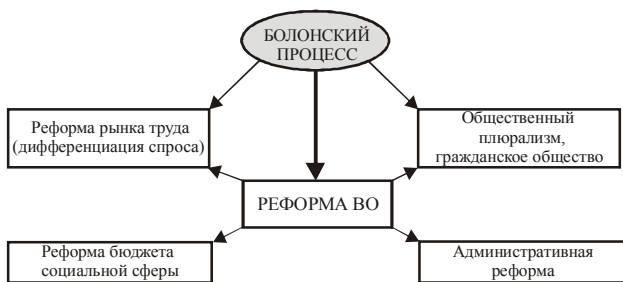 БОЛОНСКИЙ
ПРОЦЕСС
Реформа рынка труда
(дифференциация спроса)
Общественный
плюрализм,
гражданское общество
РЕФОРМА ВО
Реформа бюджета
социальной сферы
Административная
реформа